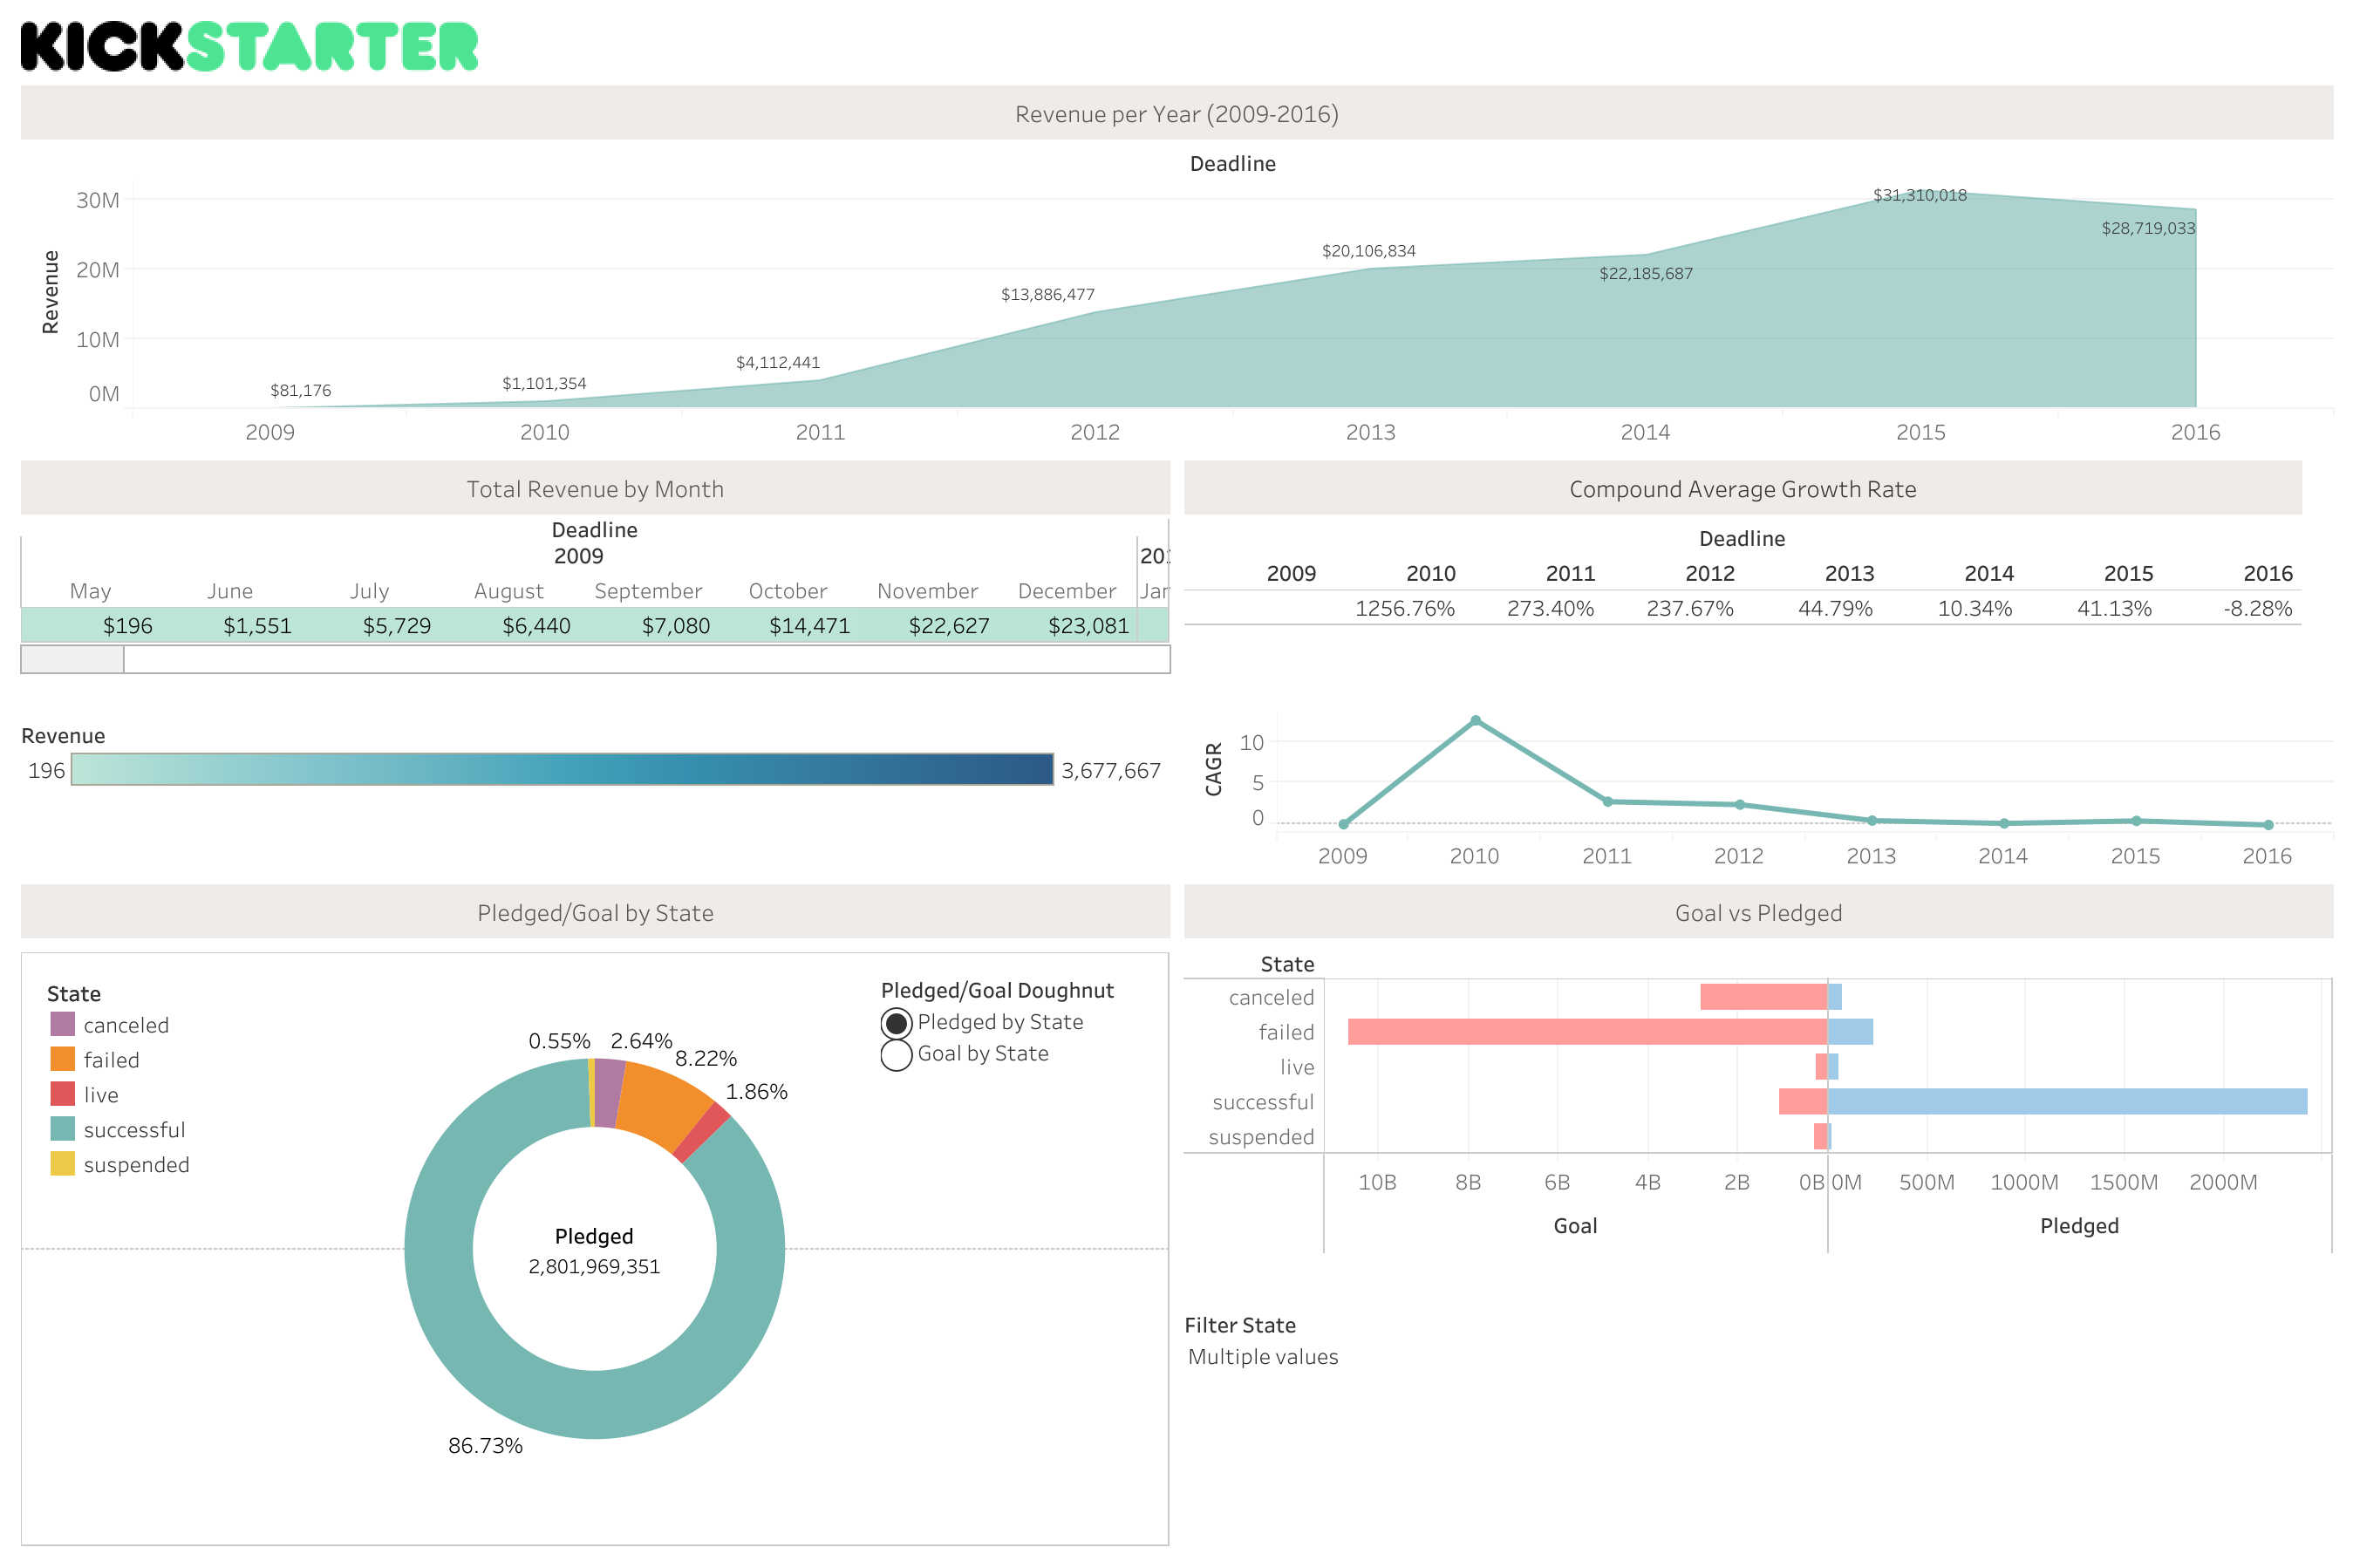 KICKSTARTER
Revenue per Year (2009-2016)
Deadline
30M
20M
10M
0M
Revenue
$81,176
$1,101,354
$4,112,441
$13,886,477
$20,106,834
$22,185,687
$31,310,018
$28,719,033
2009 2010 2011 2012 2013 2014 2015 2016
Total Revenue by Month
Deadline
2009 201
May June July August September October November December Jan
$196 $1,551 $5,729 $6,440 $7,080 $14,471 $22,627 $23,081
Revenue
196 3,677,667
Compound Average Growth Rate
Deadline
2009 2010 2011 2012 2013 2014 2015 2016
1256.76% 273.40% 237.67% 44.79% 10.34% 41.13% -8.28%
CAGR
10
5
0
2009 2010 2011 2012 2013 2014 2015 2016
Pledged/Goal by State
State
canceled
failed
live
successful
suspended
0.55% 2.64%
8.22%
1.86%
86.73%
Pledged
2,801,969,351
Pledged/Goal Doughnut
Pledged by State
Goal by State
Goal vs Pledged
State
canceled
failed
live
successful
suspended
10B 8B 6B 4B 2B 0B 0M 500M 1000M 1500M 2000M
Goal Pledged
Filter State
Multiple values